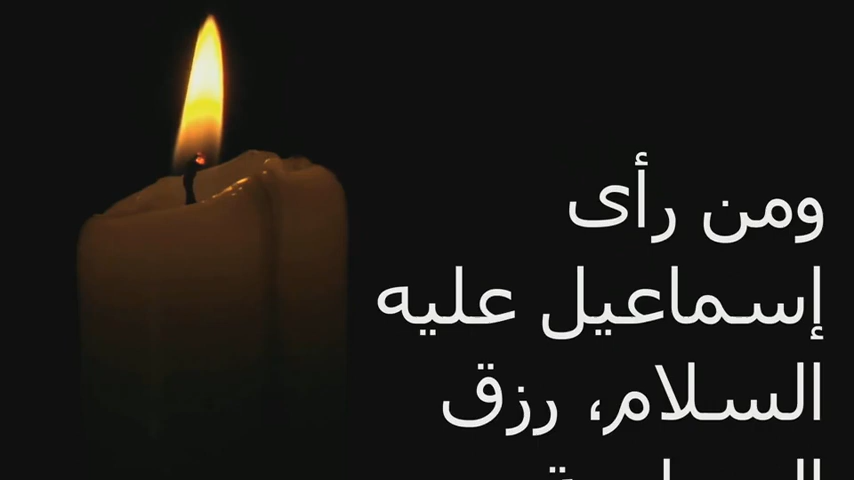 ومن رأى
إسماعيل عليه
السلام، رزق